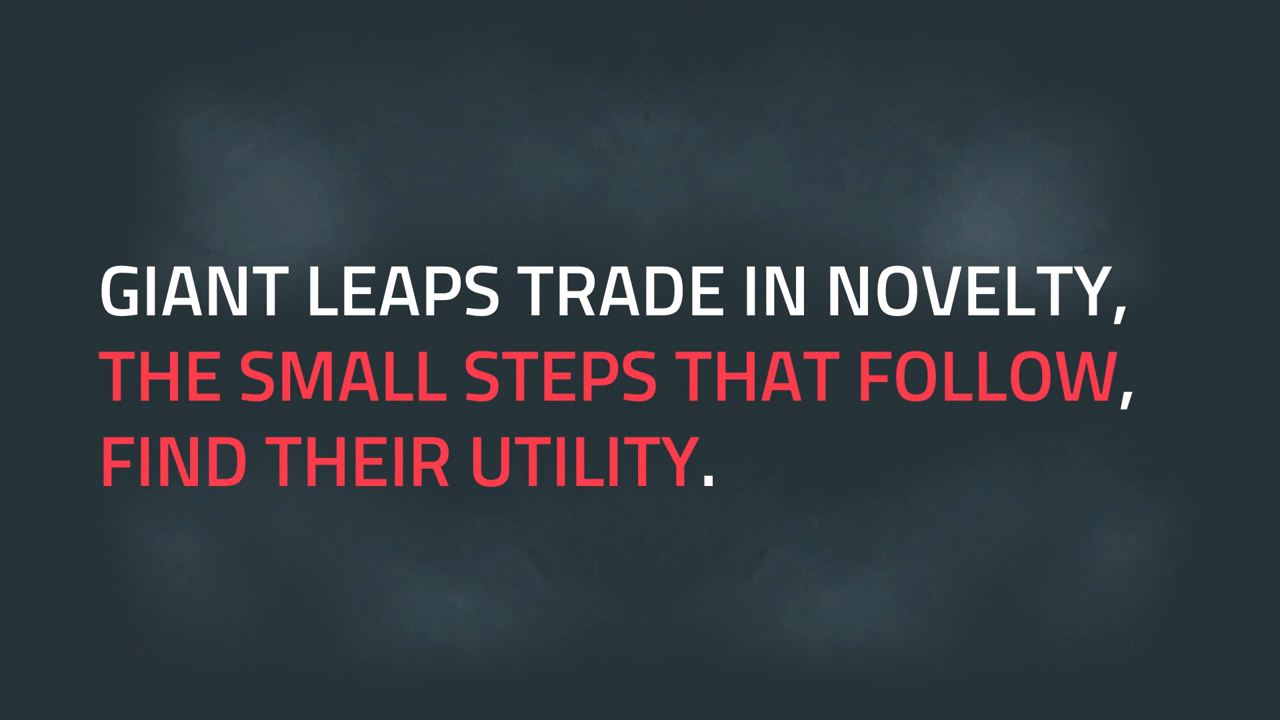 GIANT LEAPS TRADE IN NOVELTY,
THE SMALL STEPS THAT FOLLOW,
FIND THEIR UTILITY.